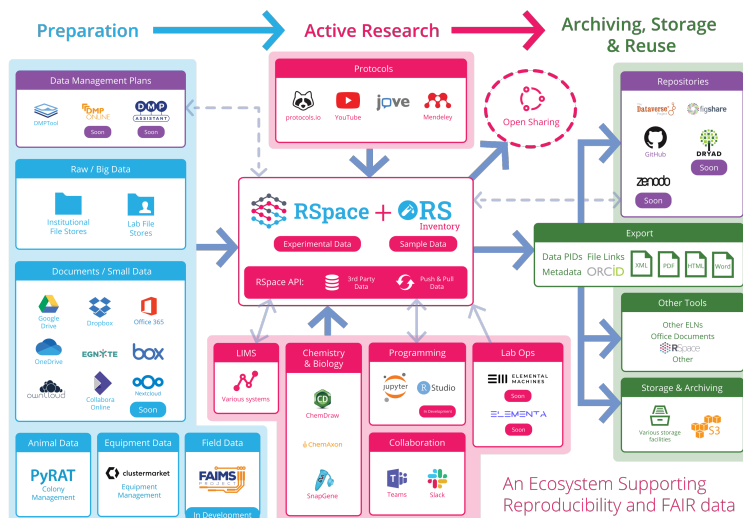 Preparation
Active Research
Archiving, Storage
& Reuse
Data Management Plans
DMPTool
DMP
ONLINE
Soon
DMP
ASSISTANT
Soon
Raw / Big Data
Institutional
File Stores
Lab File
Stores
Documents / Small Data
Google
Drive
Dropbox
Office 365
OneDrive
EGNYTE
box
ownCloud
Collabora
Online
Nextcloud
Soon
Animal Data
PyRAT
Colony
Management
Equipment Data
clustermarket
Equipment
Management
Field Data
FAIMS
PROJECT
In Development
Protocols
protocols.io
YouTube
jove
Mendeley
Open Sharing
RSpace + RS
Inventory
Experimental Data
Sample Data
RSpace API:
3rd Party
Data
Push & Pull
Data
LIMS
Various systems
Chemistry
& Biology
CD
ChemDraw
ChemAxon
SnapGene
Programming
jupyter
R Studio
In Development
Collaboration
Teams
Slack
Lab Ops
ELEMENTAL
MACHINES
Soon
ELEMENTA
Soon
Repositories
Dataverse
figshare
GitHub
DRYAD
Soon
zenodo
Soon
Export
Data PIDs File Links
Metadata ORCID
XML
PDF
HTML
Word
Other Tools
Other ELNs
Office Documents
RSpace
Other
Storage & Archiving
Various storage
facilities
S3
An Ecosystem Supporting
Reproducibility and FAIR data